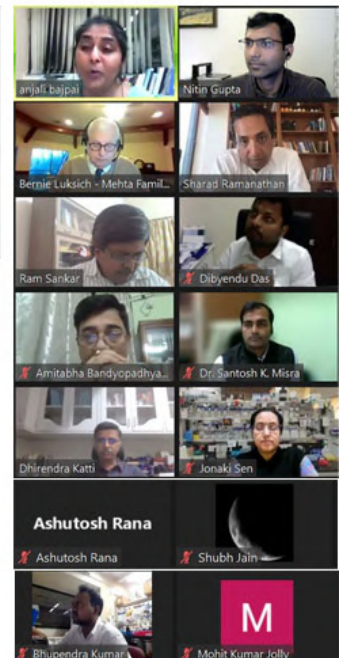 anjali bajpai
Nitin Gupta
Bernie Luksich - Mehta Famil...
Sharad Ramanathan
Ram Sankar
Dibyendu Das
Amitabha Bandyopadhya...
Dr. Santosh K. Misra
Dhirendra Katti
Jonaki Sen
Ashutosh Rana
Ashutosh Rana
Shubh Jain
Bhupendra Kumar
M
Mohit Kumar Jolly